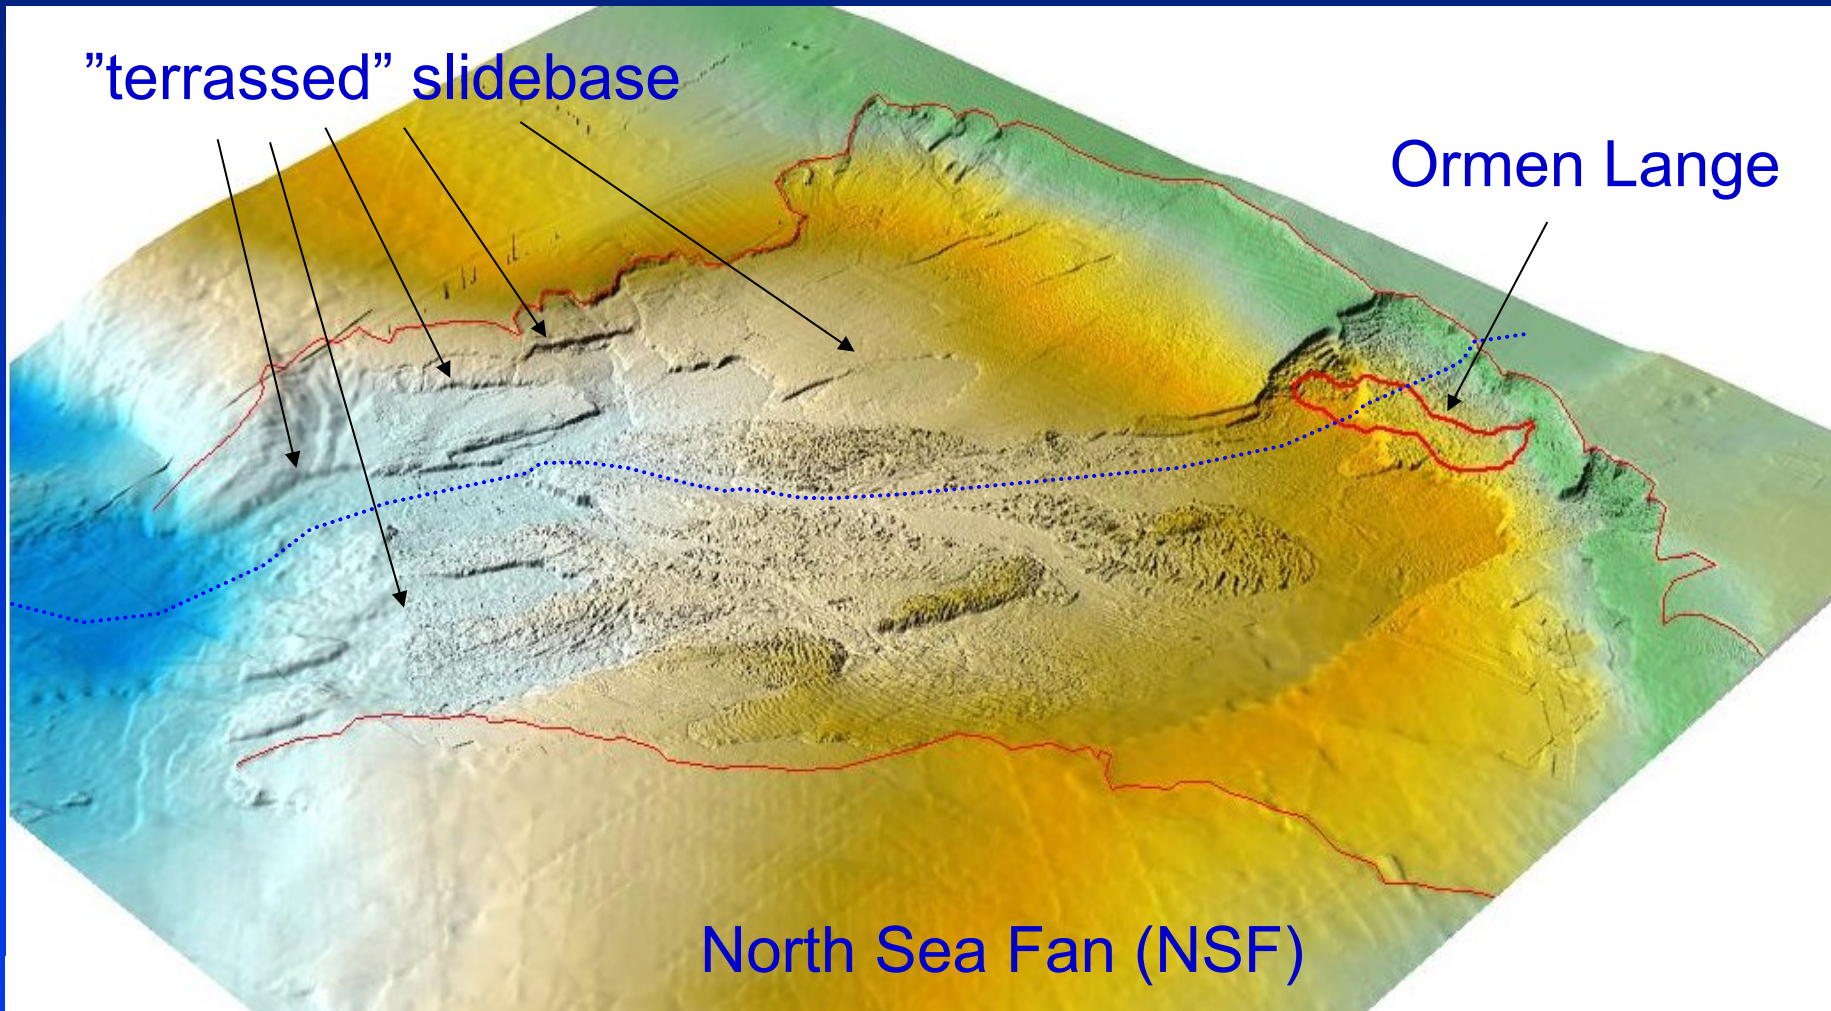 ”terrassed” slidebase
Ormen Lange
North Sea Fan (NSF)